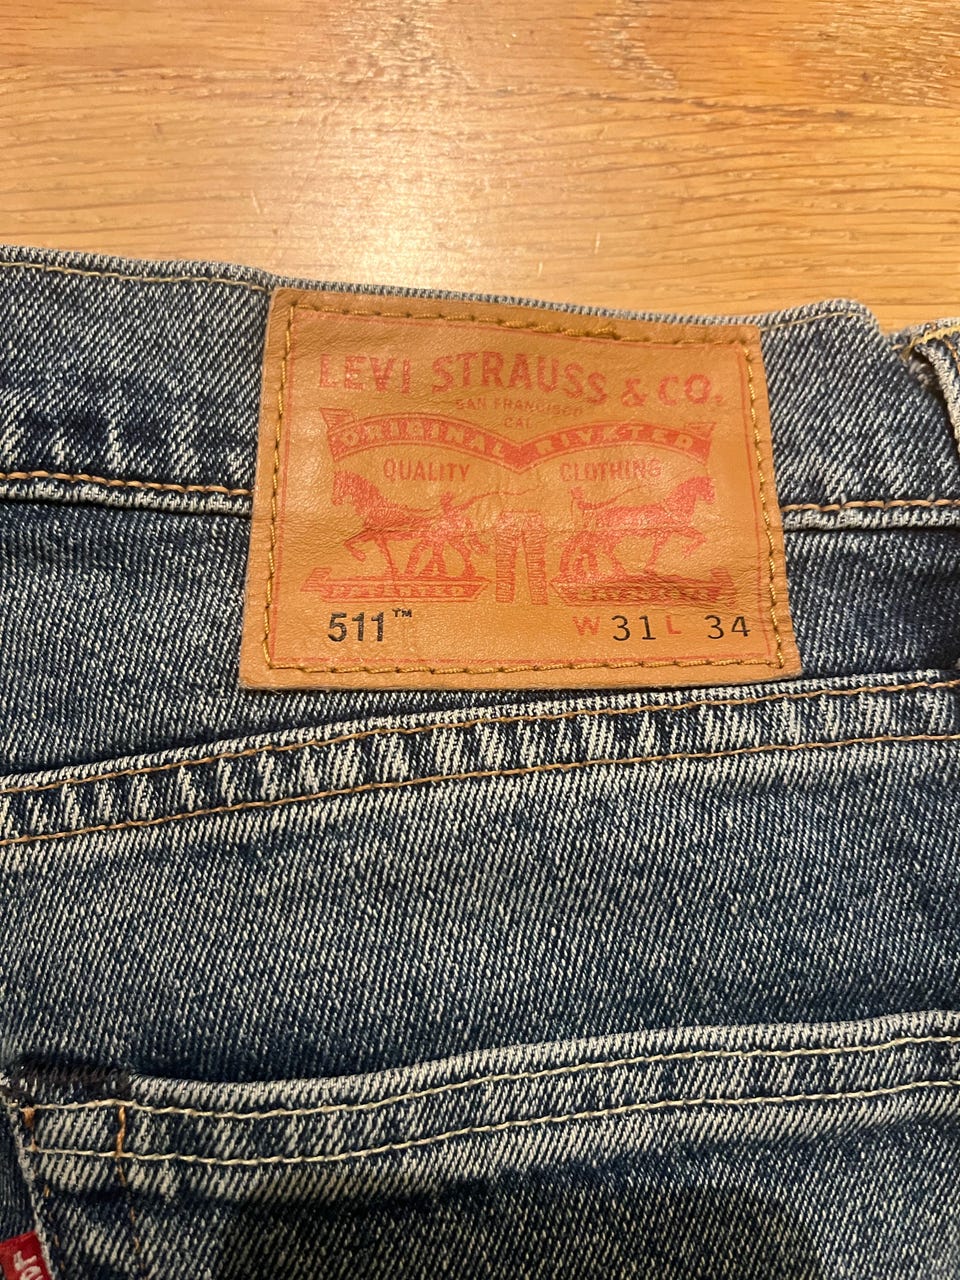 LEVI STRAUSS & CO.
SAN FRANCISCO
CAL
ORIGINAL RIVETED
QUALITY CLOTHING
511™ W 31 L 34